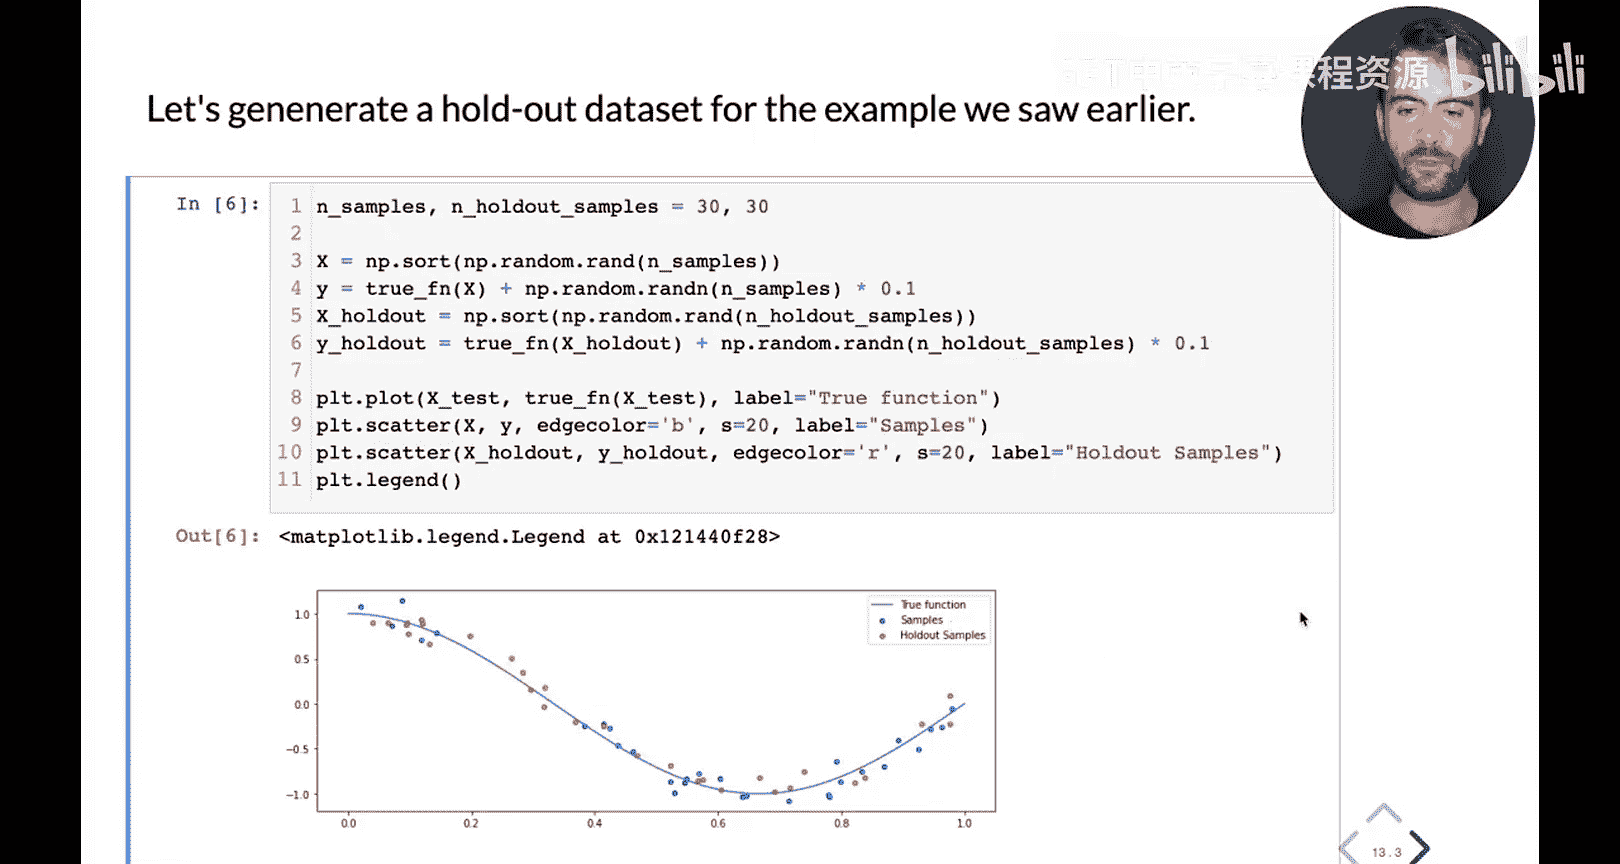 课程资源 bilibili
Let's genenerate a hold-out dataset for the example we saw earlier.
In [6]:
1 n_samples, n_holdout_samples = 30, 30
2
3 X = np.sort(np.random.rand(n_samples))
4 y = true_fn(X) + np.random.randn(n_samples) * 0.1
5 X_holdout = np.sort(np.random.rand(n_holdout_samples))
6 y_holdout = true_fn(X_holdout) + np.random.randn(n_holdout_samples) * 0.1
7
8 plt.plot(X_test, true_fn(X_test), label="True function")
9 plt.scatter(X, y, edgecolor='b', s=20, label="Samples")
10 plt.scatter(X_holdout, y_holdout, edgecolor='r', s=20, label="Holdout Samples")
11 plt.legend()
Out[6]: <matplotlib.legend.Legend at 0x121440f28>
True function
Samples
Holdout Samples
1.0
0.5
0.0
−0.5
−1.0
0.0 0.2 0.4 0.6 0.8 1.0
13.3